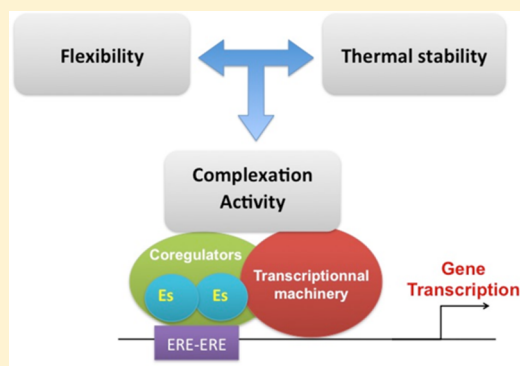 Flexibility
Thermal stability
Complexation
Activity
Coregulators
Es
Es
Transcriptionnal
machinery
Gene
Transcription
ERE-ERE